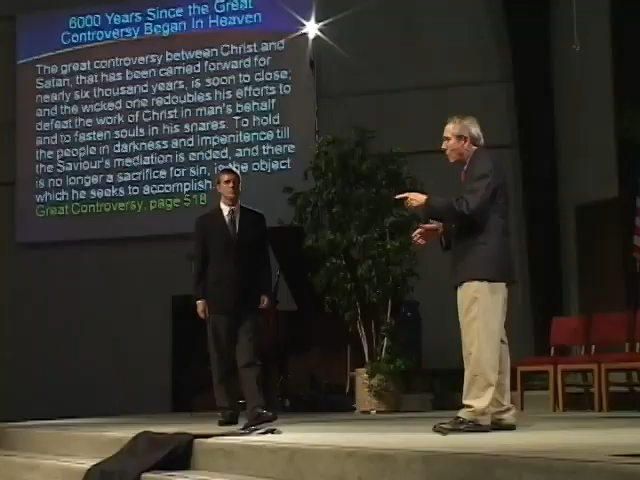 6000 Years Since the Great
Controversy Began In Heaven
The great controversy between Christ and
Satan, that has been carried forward for
nearly six thousand years, is soon to close;
and the wicked one redoubles his efforts to
defeat the work of Christ in man's behalf
and to fasten souls in his snares. To hold
the people in darkness and impenitence till
the Saviour's mediation is ended, and there
is no longer a sacrifice for sin, is the object
which he seeks to accomplish.
Great Controversy, page 518